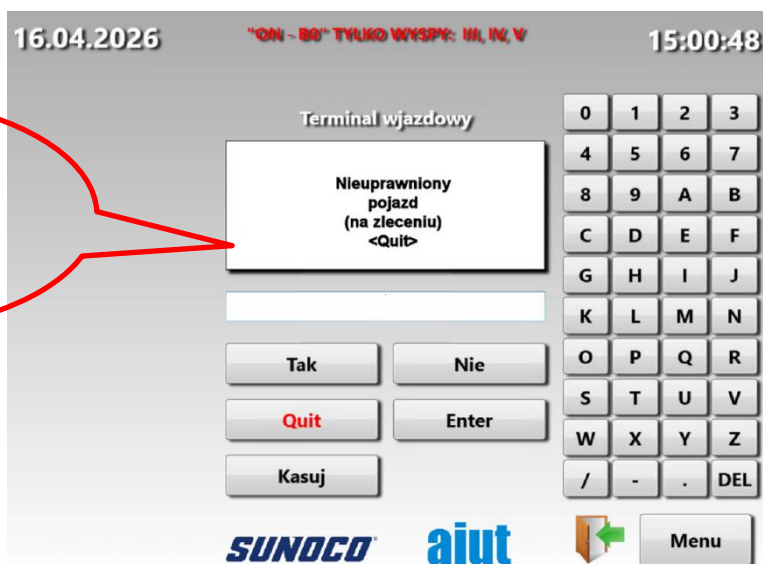 16.04.2026
"ON - B0" TYLKO WYSPY: III, IV, V
15:00:48
Terminal wjazdowy
Nieuprawniony
pojazd
(na zleceniu)
<Quit>
Tak
Nie
Quit
Enter
Kasuj
0 1 2 3
4 5 6 7
8 9 A B
C D E F
G H I J
K L M N
O P Q R
S T U V
W X Y Z
/ - . DEL
SUNOCO
aiut
Menu